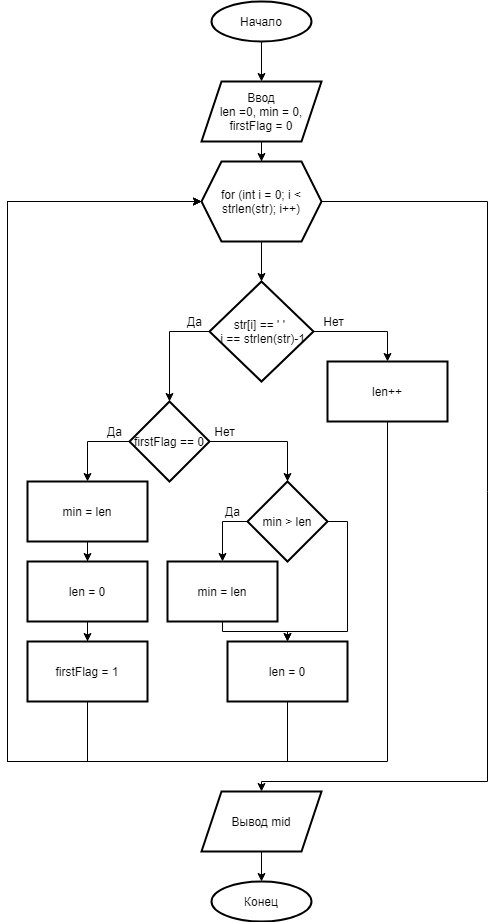 Начало
Ввод
len =0, min = 0,
firstFlag = 0
for (int i = 0; i <
strlen(str); i++)
str[i] == ' '
i == strlen(str)-1
Да
Нет
len++
firstFlag == 0
Да
Нет
min = len
min > len
Да
len = 0
min = len
firstFlag = 1
len = 0
Вывод mid
Конец